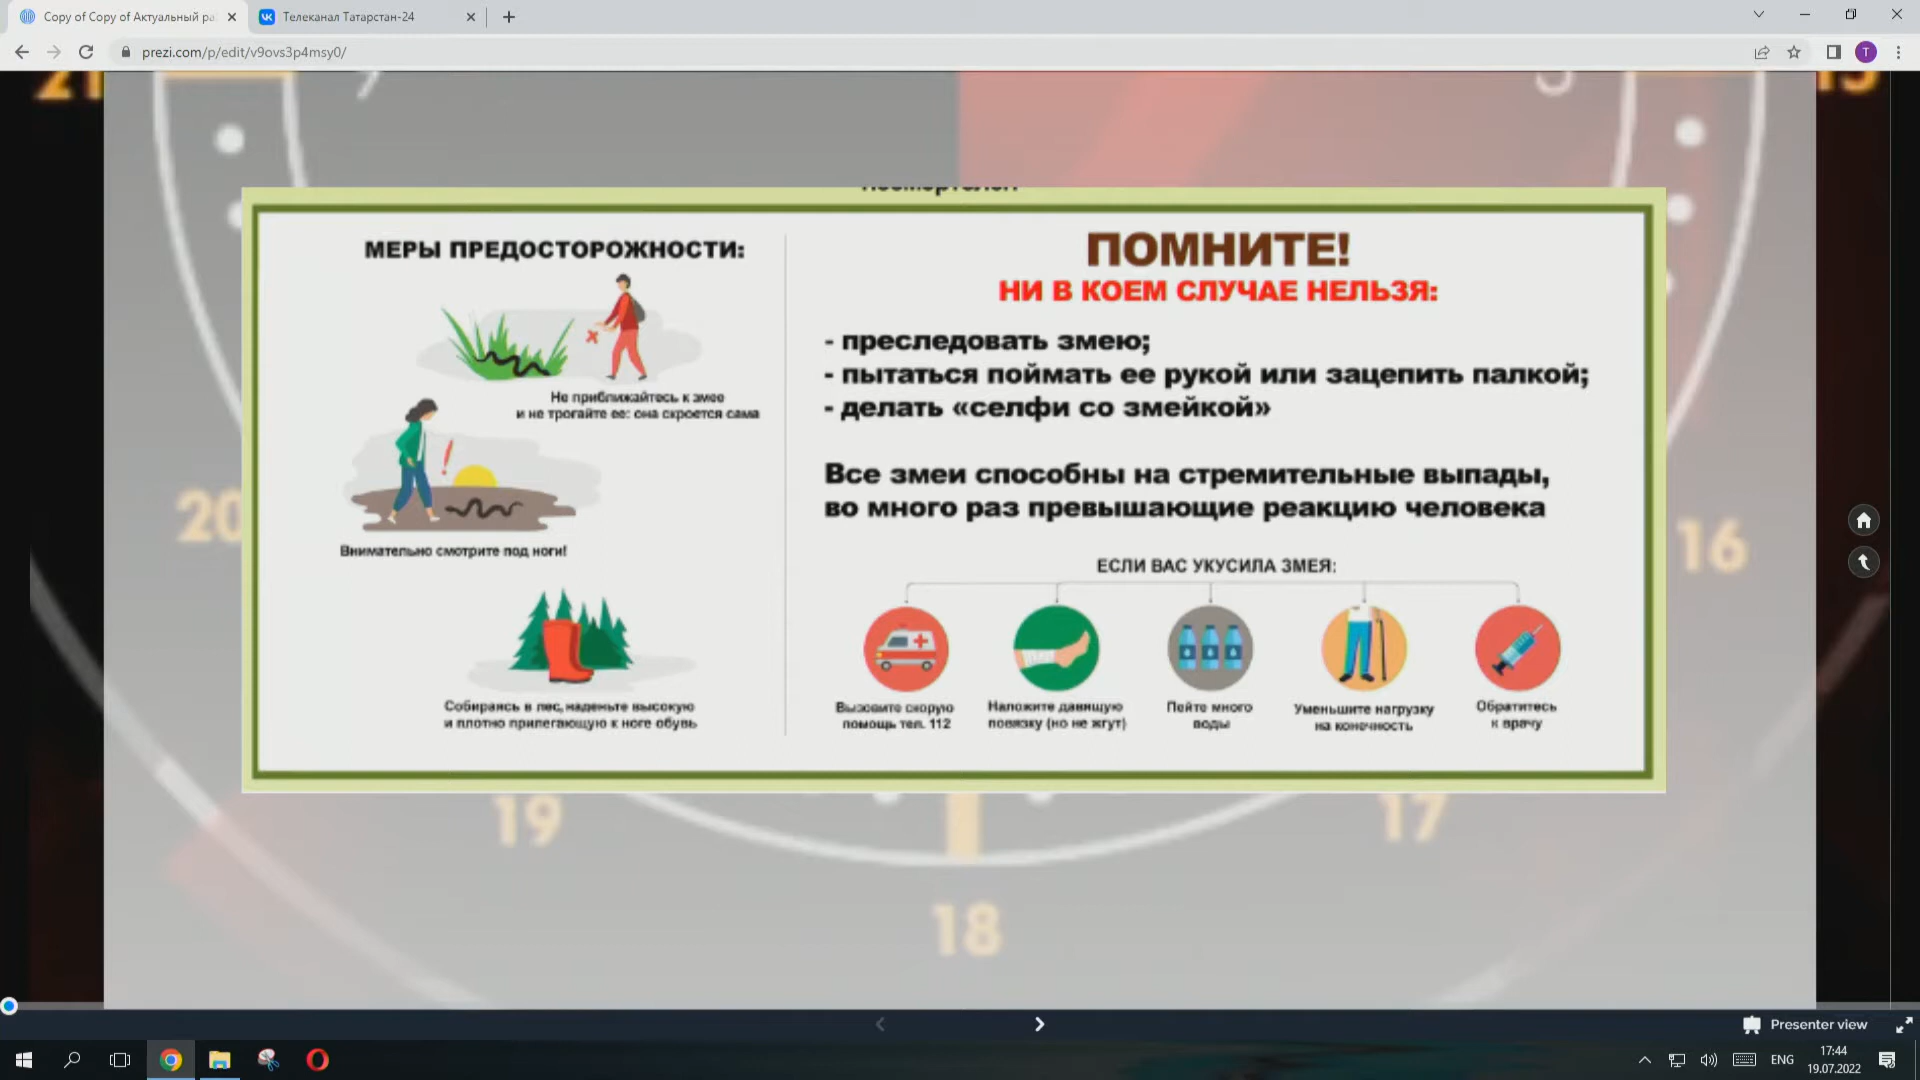 Copy of Copy of Актуальный ра
Телеканал Татарстан-24
prezi.com/p/edit/v9ovs3p4msy0/
T
21
15
20
16
19
17
18
МЕРЫ ПРЕДОСТОРОЖНОСТИ:
Не приближайтесь к змее
и не трогайте ее: она скроется сама
Внимательно смотрите под ноги!
Собираясь в лес, наденьте высокую
и плотно прилегающую к ноге обувь
ПОМНИТЕ!
НИ В КОЕМ СЛУЧАЕ НЕЛЬЗЯ:
- преследовать змею;
- пытаться поймать ее рукой или зацепить палкой;
- делать «селфи со змейкой»
Все змеи способны на стремительные выпады,
во много раз превышающие реакцию человека
ЕСЛИ ВАС УКУСИЛА ЗМЕЯ:
Вызовите скорую
помощь тел. 112
Наложите давящую
повязку (но не жгут)
Пейте много
воды
Уменьшите нагрузку
на конечность
Обратитесь
к врачу
Presenter view
ENG
17:44
19.07.2022